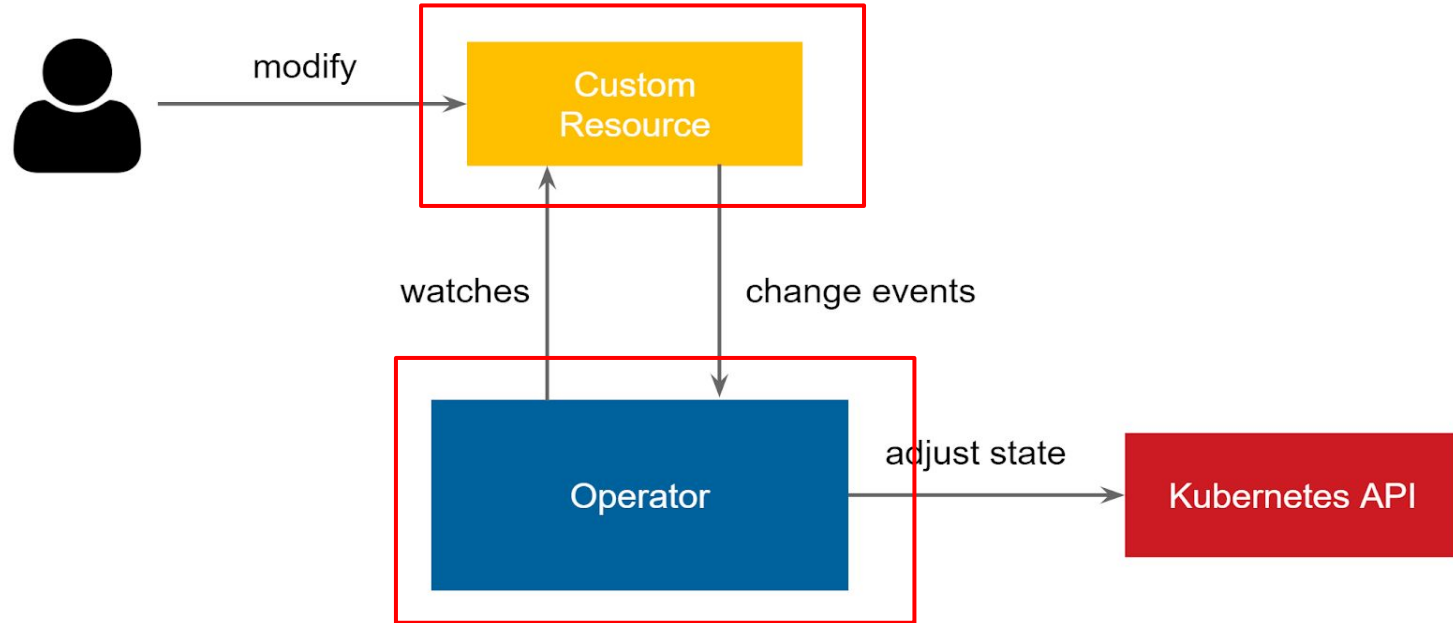 modify
Custom
Resource
watches
change events
Operator
adjust state
Kubernetes API